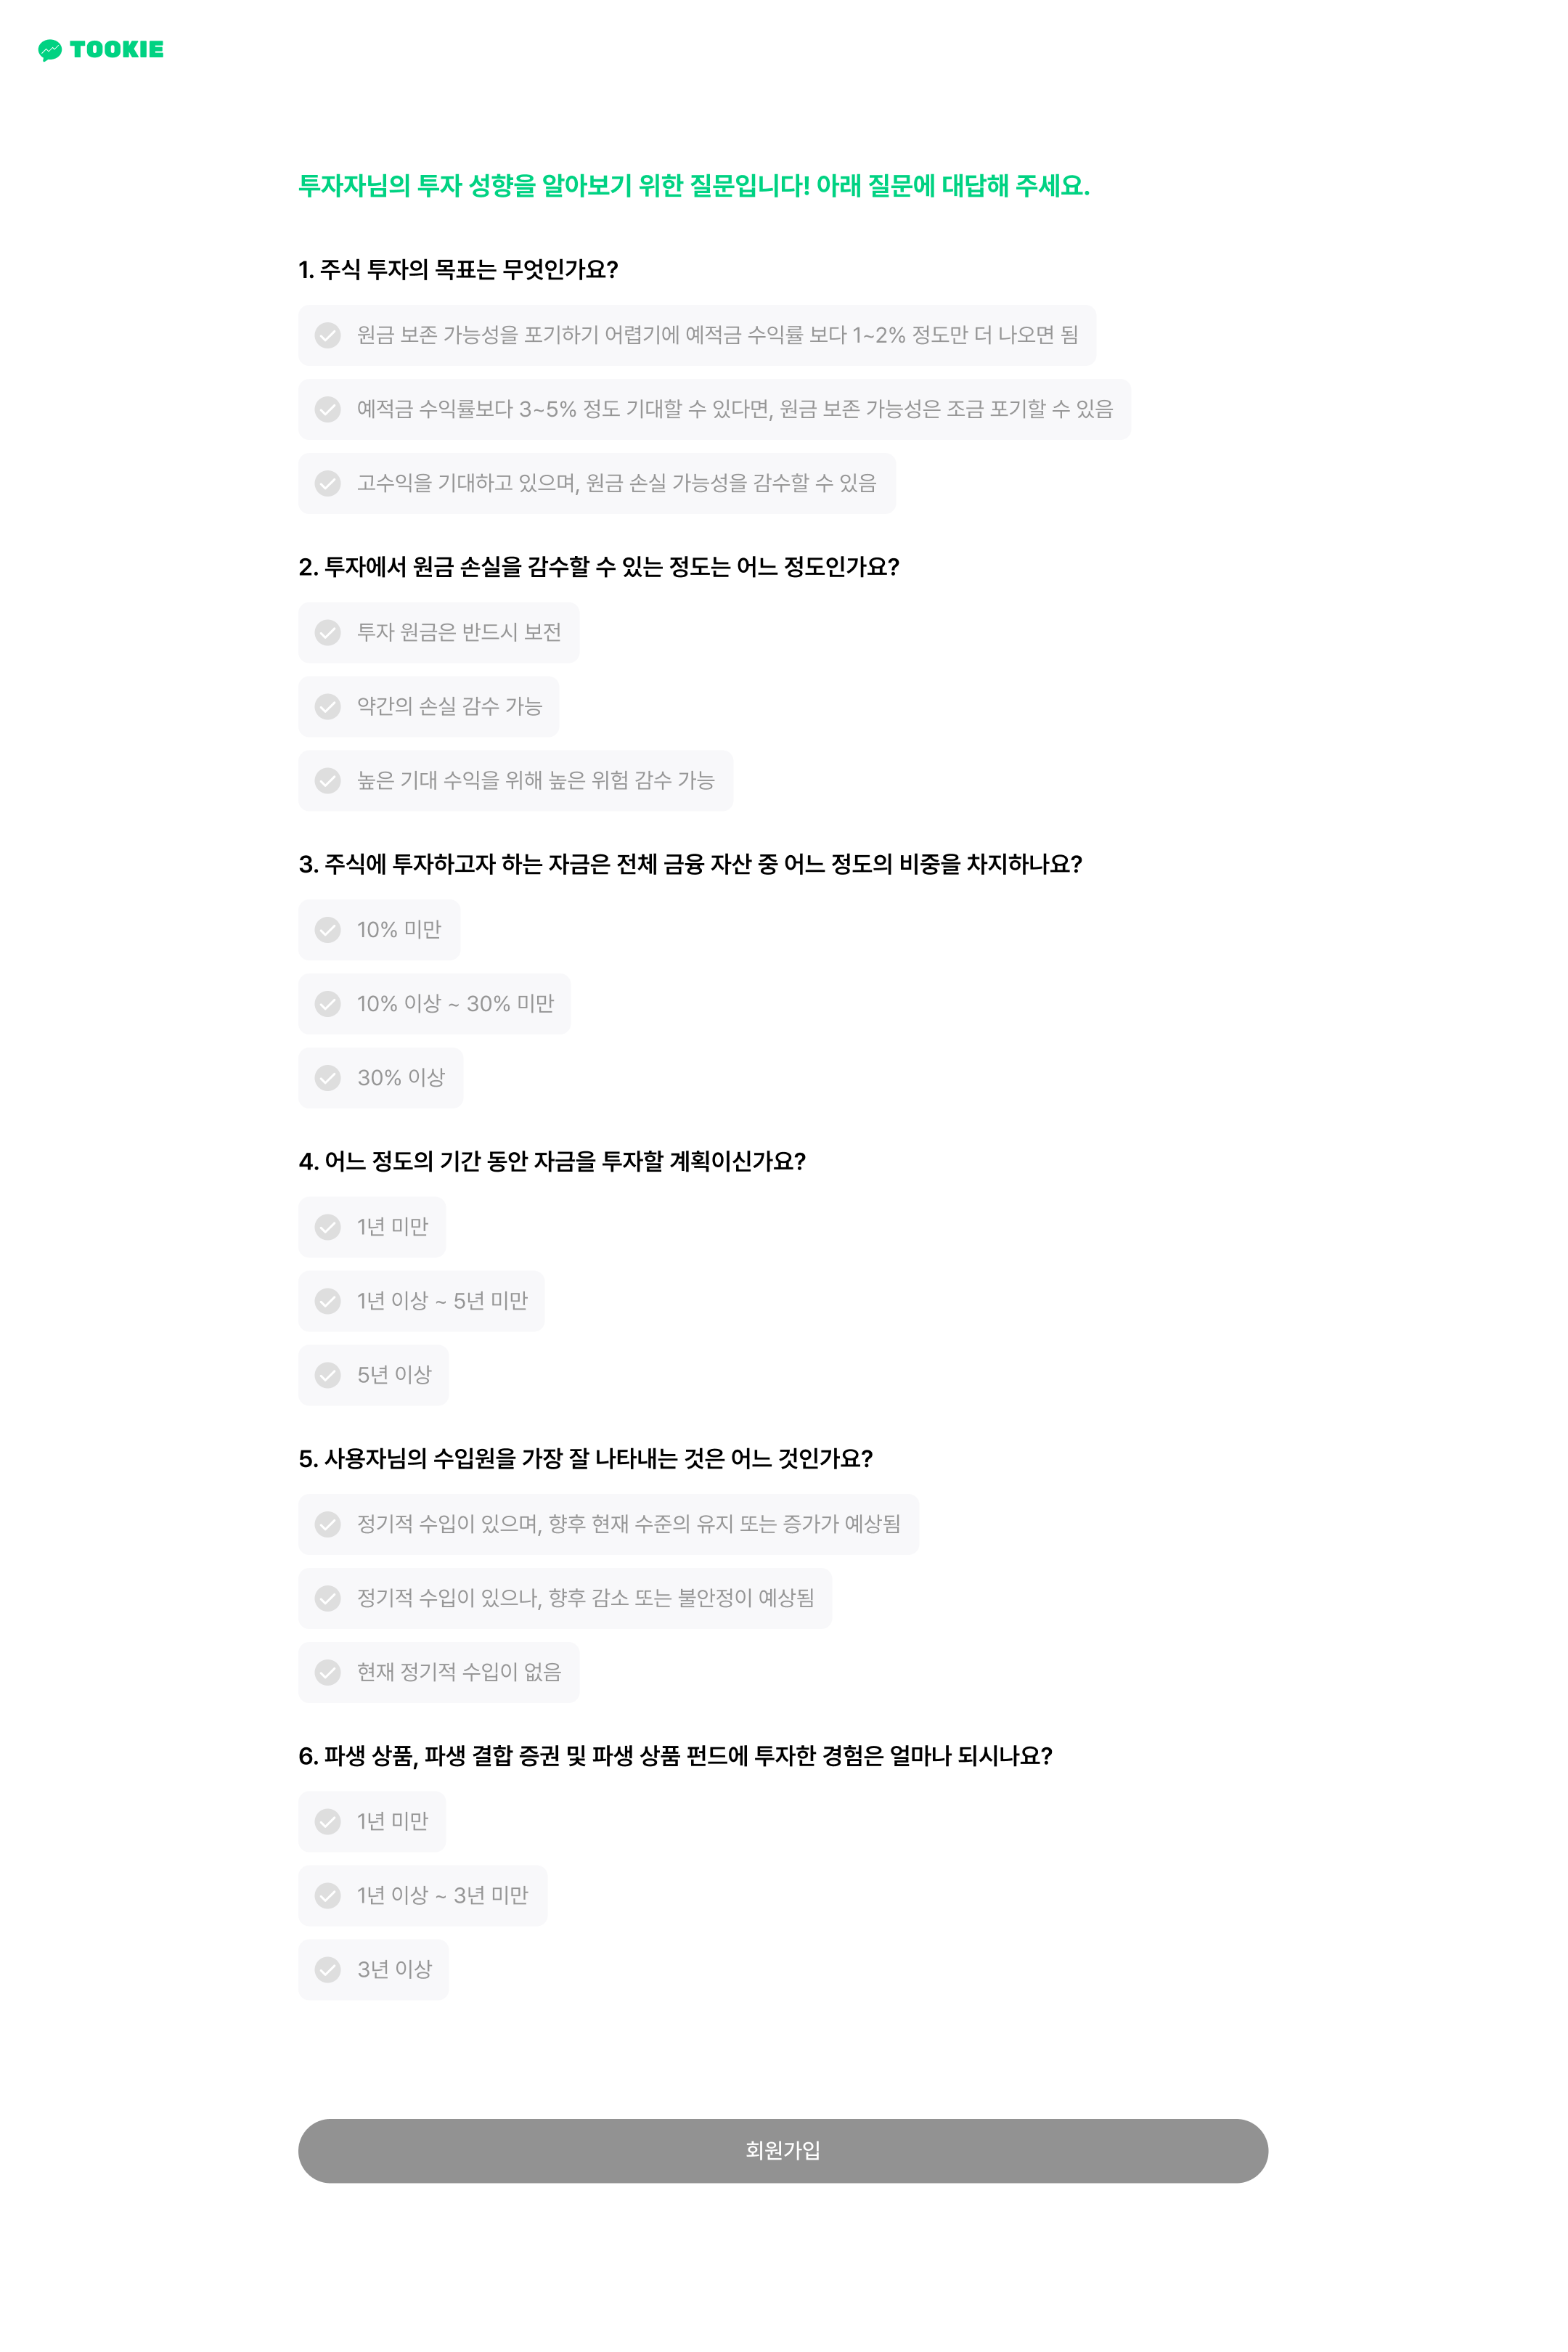 TOOKIE
투자자님의 투자 성향을 알아보기 위한 질문입니다! 아래 질문에 대답해 주세요.
1. 주식 투자의 목표는 무엇인가요?
원금 보존 가능성을 포기하기 어렵기에 예적금 수익률 보다 1~2% 정도만 더 나오면 됨
예적금 수익률보다 3~5% 정도 기대할 수 있다면, 원금 보존 가능성은 조금 포기할 수 있음
고수익을 기대하고 있으며, 원금 손실 가능성을 감수할 수 있음
2. 투자에서 원금 손실을 감수할 수 있는 정도는 어느 정도인가요?
투자 원금은 반드시 보전
약간의 손실 감수 가능
높은 기대 수익을 위해 높은 위험 감수 가능
3. 주식에 투자하고자 하는 자금은 전체 금융 자산 중 어느 정도의 비중을 차지하나요?
10% 미만
10% 이상 ~ 30% 미만
30% 이상
4. 어느 정도의 기간 동안 자금을 투자할 계획이신가요?
1년 미만
1년 이상 ~ 5년 미만
5년 이상
5. 사용자님의 수입원을 가장 잘 나타내는 것은 어느 것인가요?
정기적 수입이 있으며, 향후 현재 수준의 유지 또는 증가가 예상됨
정기적 수입이 있으나, 향후 감소 또는 불안정이 예상됨
현재 정기적 수입이 없음
6. 파생 상품, 파생 결합 증권 및 파생 상품 펀드에 투자한 경험은 얼마나 되시나요?
1년 미만
1년 이상 ~ 3년 미만
3년 이상
회원가입